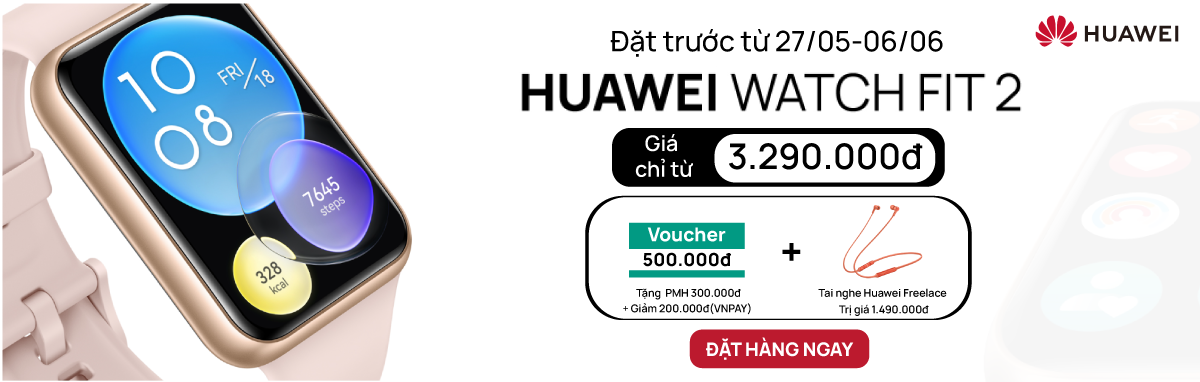 10
08
FRI/18
7645
steps
328
kcal
Đặt trước từ 27/05-06/06
HUAWEI
HUAWEI WATCH FIT 2
Giá
chỉ từ
3.290.000đ
Voucher
500.000đ
+
Tặng PMH 300.000đ
+ Giảm 200.000đ(VNPAY)
Tai nghe Huawei Freelace
Trị giá 1.490.000đ
ĐẶT HÀNG NGAY